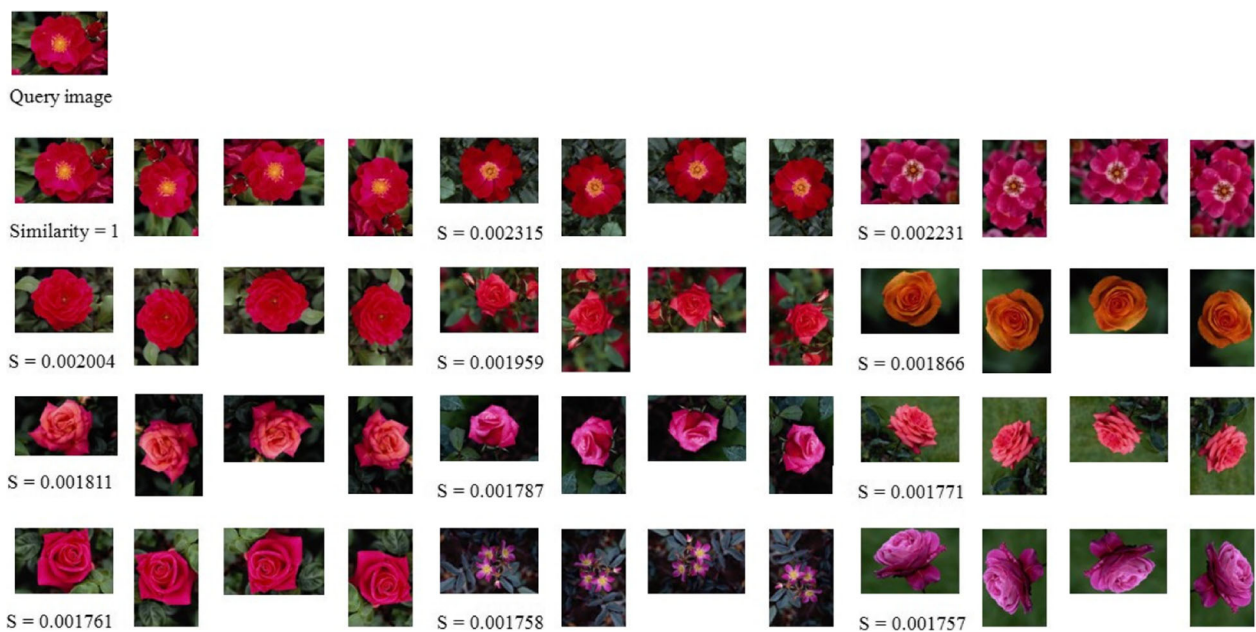 Query image
Similarity = 1
S = 0.002315
S = 0.002231
S = 0.002004
S = 0.001959
S = 0.001866
S = 0.001811
S = 0.001787
S = 0.001771
S = 0.001761
S = 0.001758
S = 0.001757